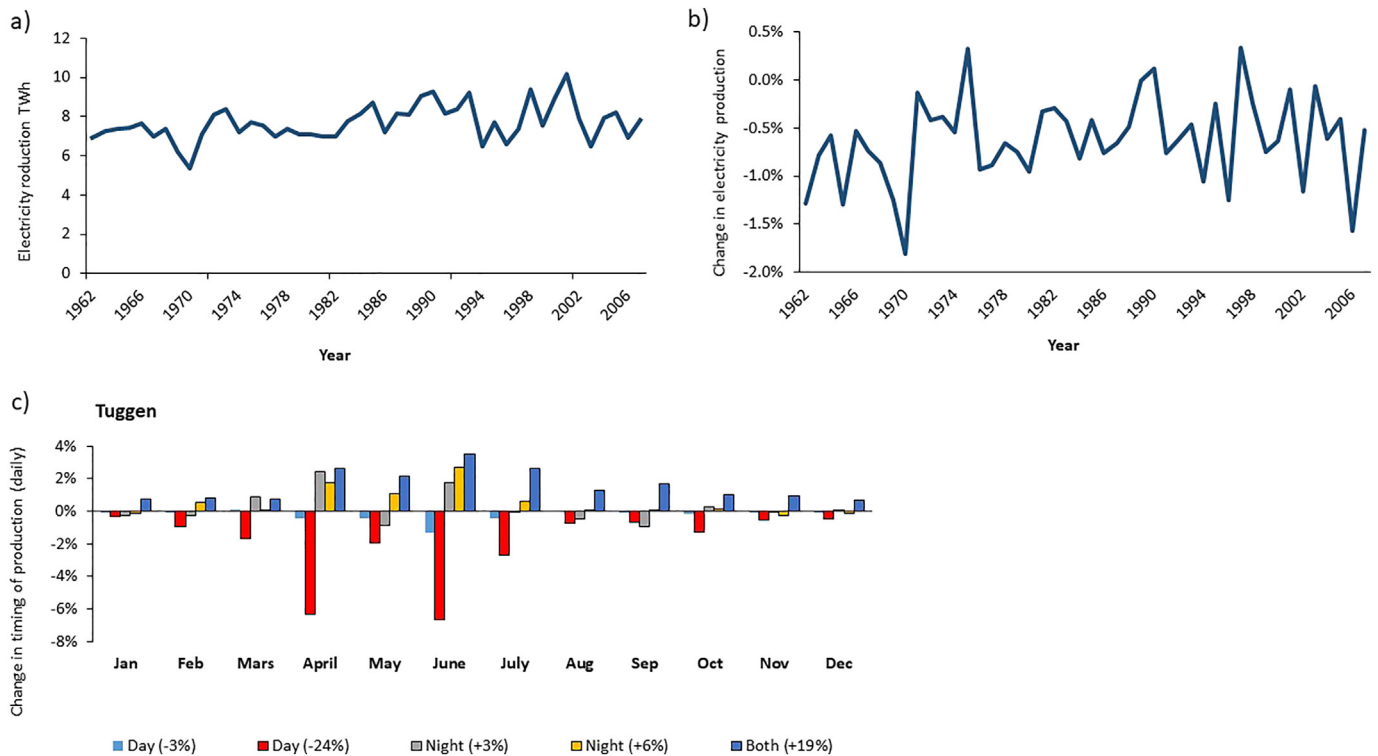 a)
Electricity roduction TWh
12
10
8
6
4
2
0
1962 1966 1970 1974 1978 1982 1986 1990 1994 1998 2002 2006
Year
b)
Change in electricity production
0.5%
0.0%
-0.5%
-1.0%
-1.5%
-2.0%
1962 1966 1970 1974 1978 1982 1986 1990 1994 1998 2002 2006
Year
c)
Tuggen
Change in timing of production (daily)
4%
2%
0%
-2%
-4%
-6%
-8%
Jan Feb Mars April May June July Aug Sep Oct Nov Dec
Day (-3%) Day (-24%) Night (+3%) Night (+6%) Both (+19%)